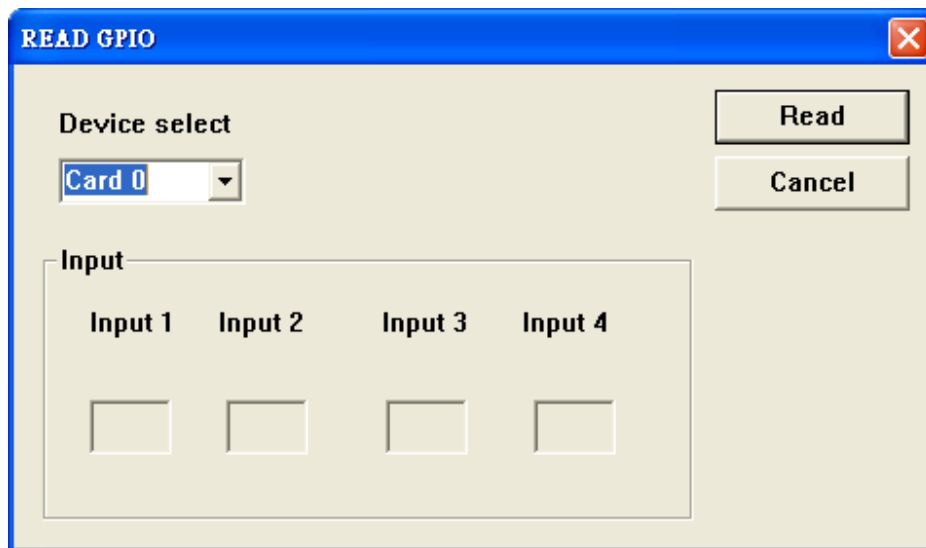 READ GPIO
Device select
Read
Card 0
Cancel
Input
Input 1 Input 2 Input 3 Input 4